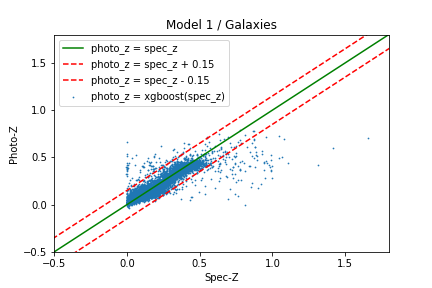 Model 1 / Galaxies
photo_z = spec_z
photo_z = spec_z + 0.15
photo_z = spec_z - 0.15
photo_z = xgboost(spec_z)
Photo-Z
1.5
1.0
0.5
0.0
−0.5
−0.5 0.0 0.5 1.0 1.5
Spec-Z